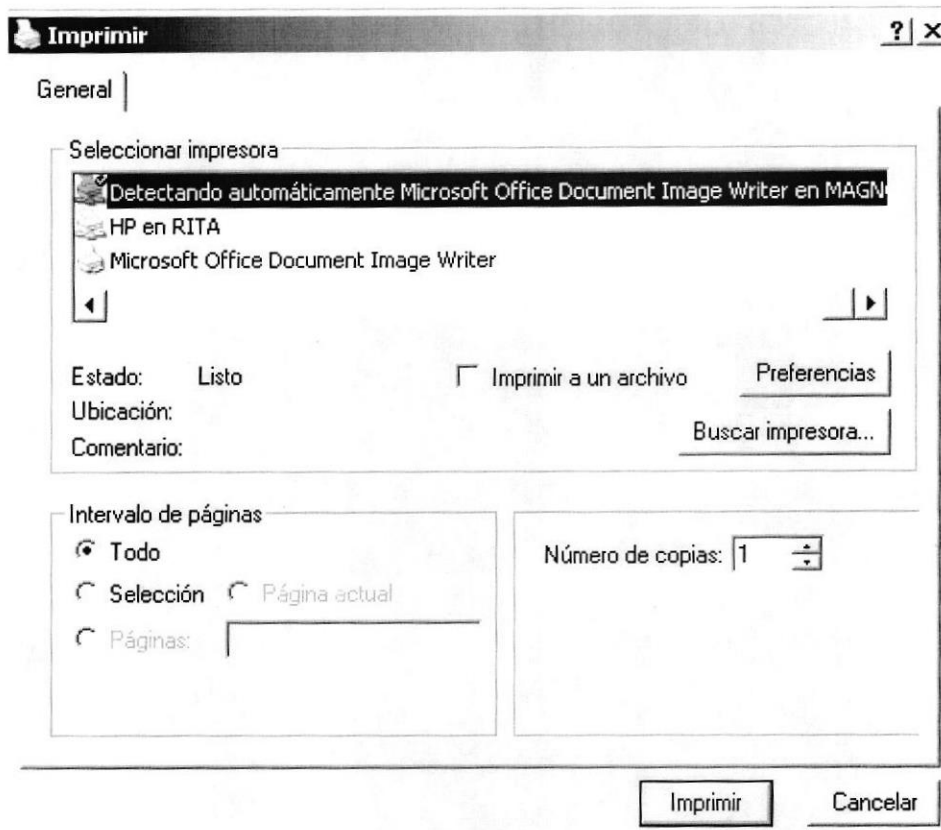 Imprimir
General
Seleccionar impresora
Detectando automáticamente Microsoft Office Document Image Writer en MAGN
HP en RITA
Microsoft Office Document Image Writer
Estado: Listo
Imprimir a un archivo
Preferencias
Ubicación:
Buscar impresora...
Comentario:
Intervalo de páginas
Todo
Selección
Página actual
Páginas:
Número de copias: 1
Imprimir
Cancelar